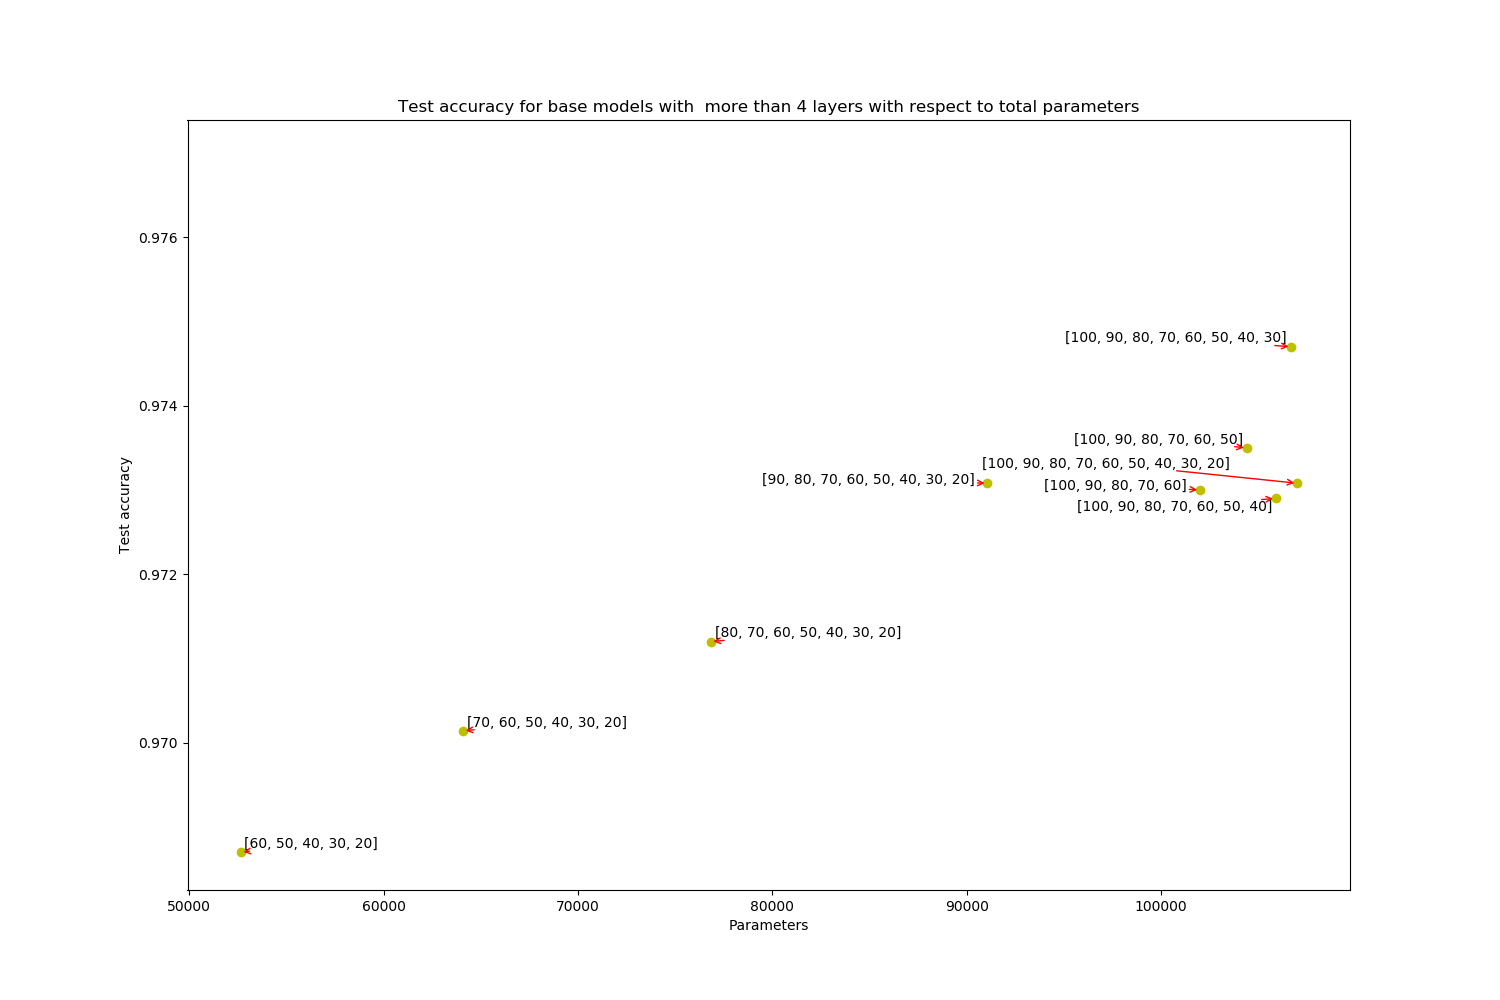 Test accuracy for base models with  more than 4 layers with respect to total parameters
0.976
0.974
0.972
0.970
Test accuracy
[100, 90, 80, 70, 60, 50, 40, 30]
[100, 90, 80, 70, 60, 50]
[100, 90, 80, 70, 60, 50, 40, 30, 20]
[90, 80, 70, 60, 50, 40, 30, 20]
[100, 90, 80, 70, 60]
[100, 90, 80, 70, 60, 50, 40]
[80, 70, 60, 50, 40, 30, 20]
[70, 60, 50, 40, 30, 20]
[60, 50, 40, 30, 20]
50000 60000 70000 80000 90000 100000
Parameters